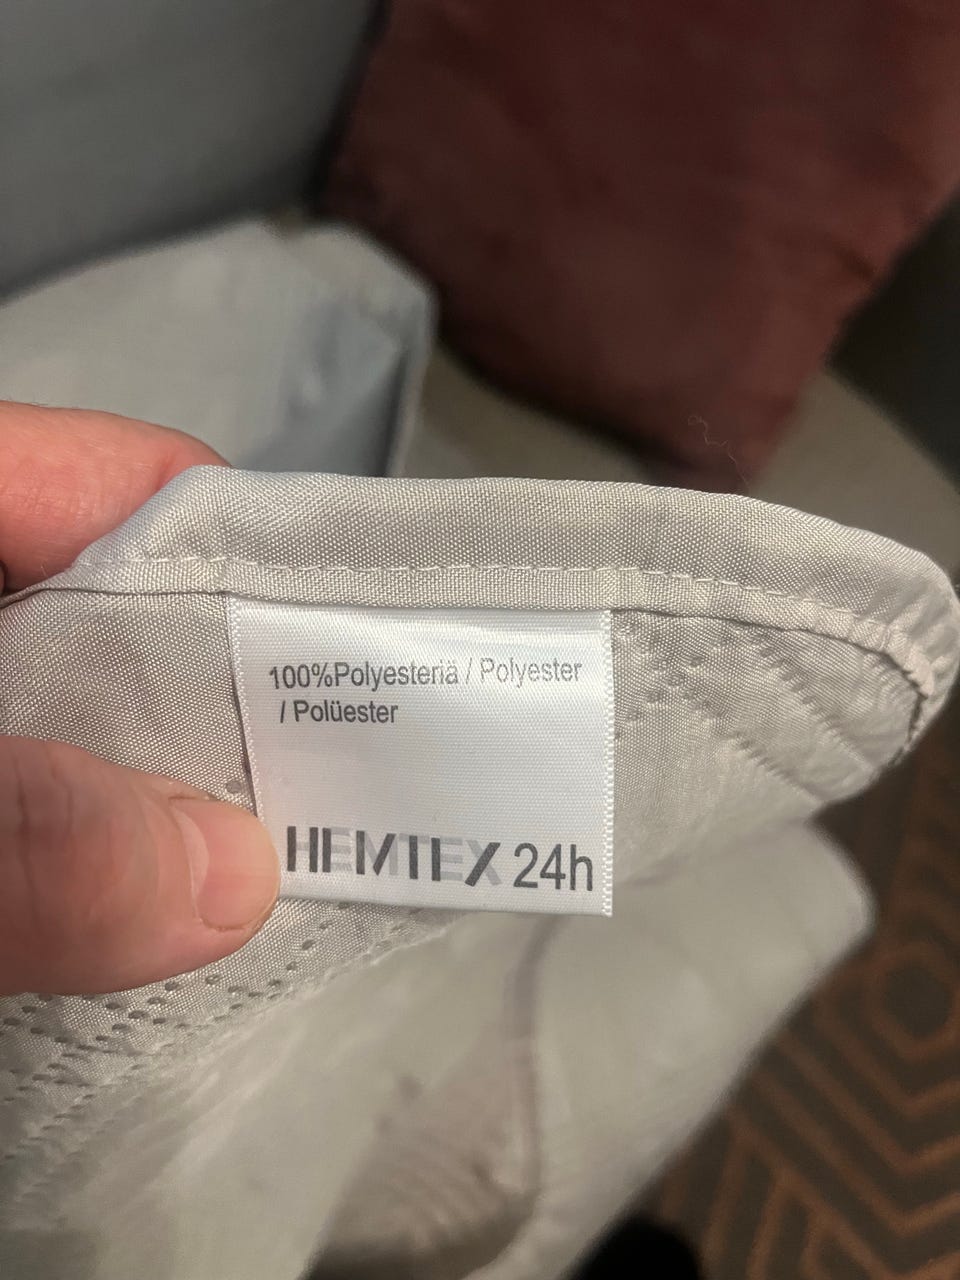 100%Polyesteriä / Polyester
/ Polüester
HEMTEX 24h